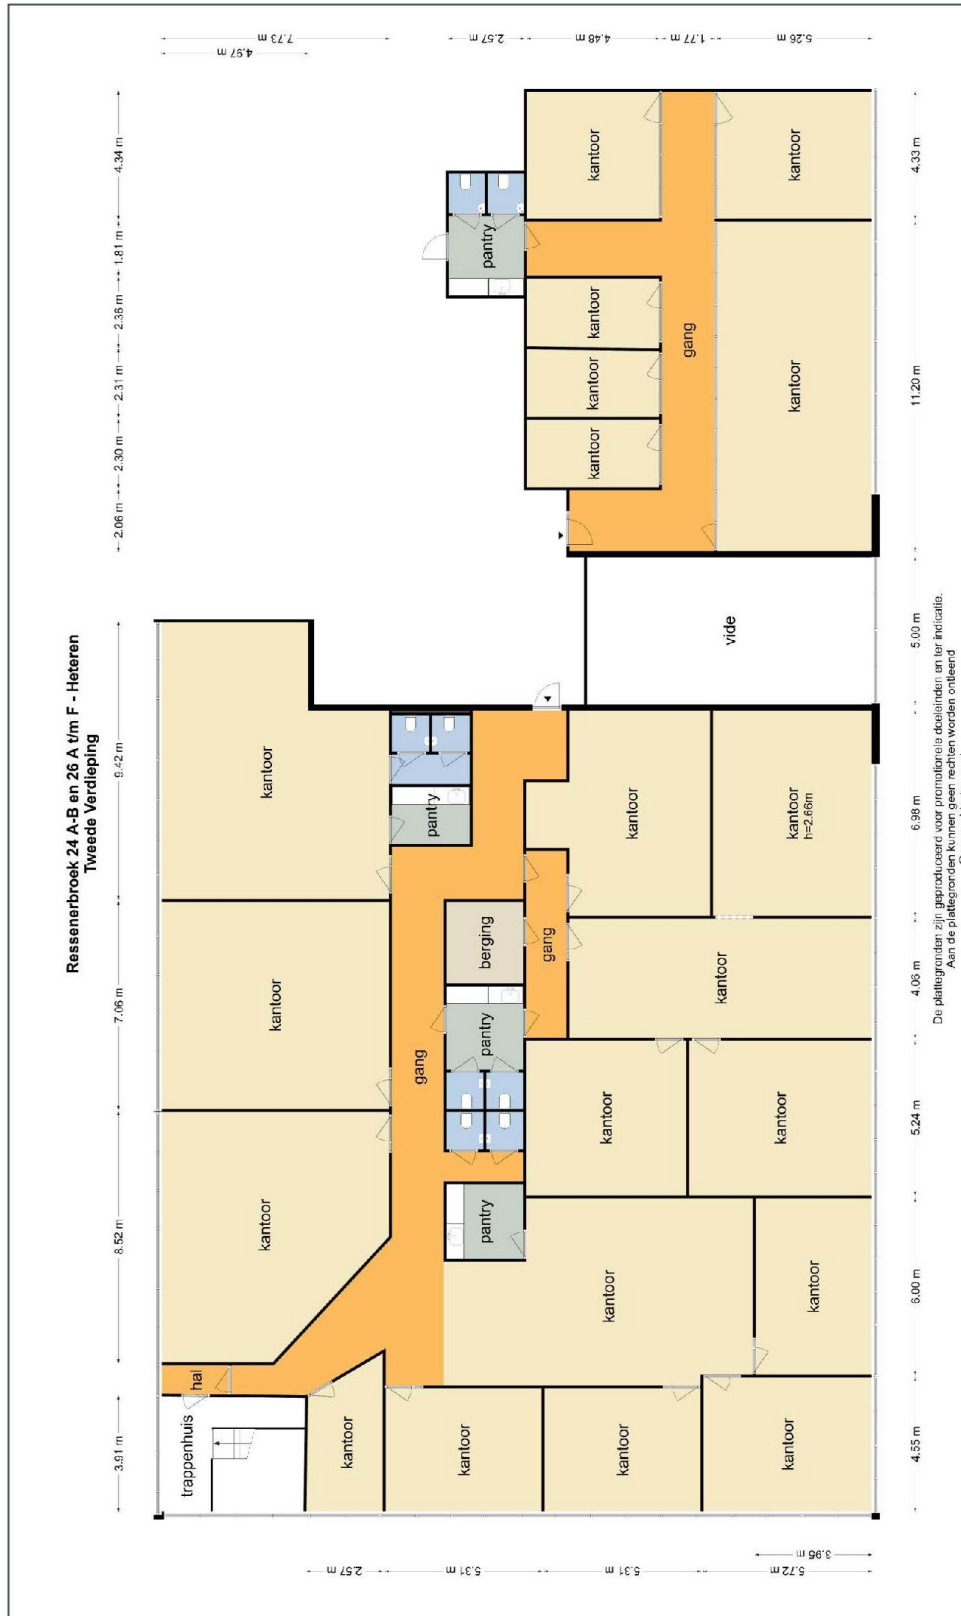 Ressenerbroek 24 A-B en 26 A t/m F - Heteren
Tweede Verdieping
3.91 m
8.52 m
7.06 m
9.42 m
2.06 m
2.30 m
2.31 m
2.36 m
1.81 m
4.34 m
4.97 m
7.73 m
2.57 m
4.48 m
1.77 m
5.26 m
trappenhuis
hal
kantoor
kantoor
kantoor
kantoor
gang
pantry
pantry
berging
pantry
gang
kantoor
kantoor
kantoor
kantoor
kantoor
kantoor
kantoor
kantoor
kantoor
kantoor
kantoor
h=2.66m
vide
pantry
kantoor
kantoor
kantoor
kantoor
gang
kantoor
kantoor
2.57 m
5.31 m
5.31 m
5.72 m
3.95 m
4.55 m
6.00 m
5.24 m
4.06 m
6.98 m
5.00 m
11.20 m
4.33 m
De plattegronden zijn geproduceerd voor promotionele doeleinden en ter indicatie.
Aan de plattegronden kunnen geen rechten worden ontleend